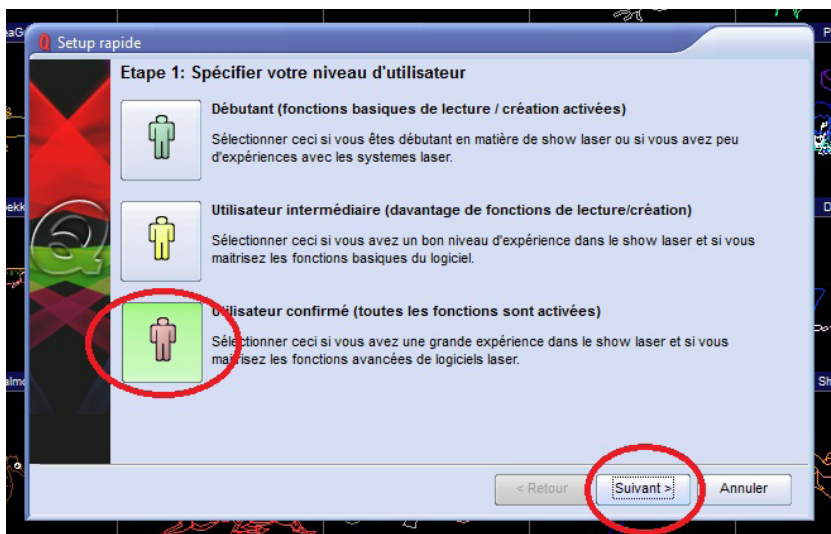 Setup rapide
Etape 1: Spécifier votre niveau d'utilisateur
Débutant (fonctions basiques de lecture / création activées)
Sélectionner ceci si vous êtes débutant en matière de show laser ou si vous avez peu
d'expériences avec les systemes laser.
Utilisateur intermédiaire (davantage de fonctions de lecture/création)
Sélectionner ceci si vous avez un bon niveau d'expérience dans le show laser et si vous
maitrisez les fonctions basiques du logiciel.
Utilisateur confirmé (toutes les fonctions sont activées)
Sélectionner ceci si vous avez une grande expérience dans le show laser et si vous
maitrisez les fonctions avancées de logiciels laser.
< Retour
Suivant >
Annuler